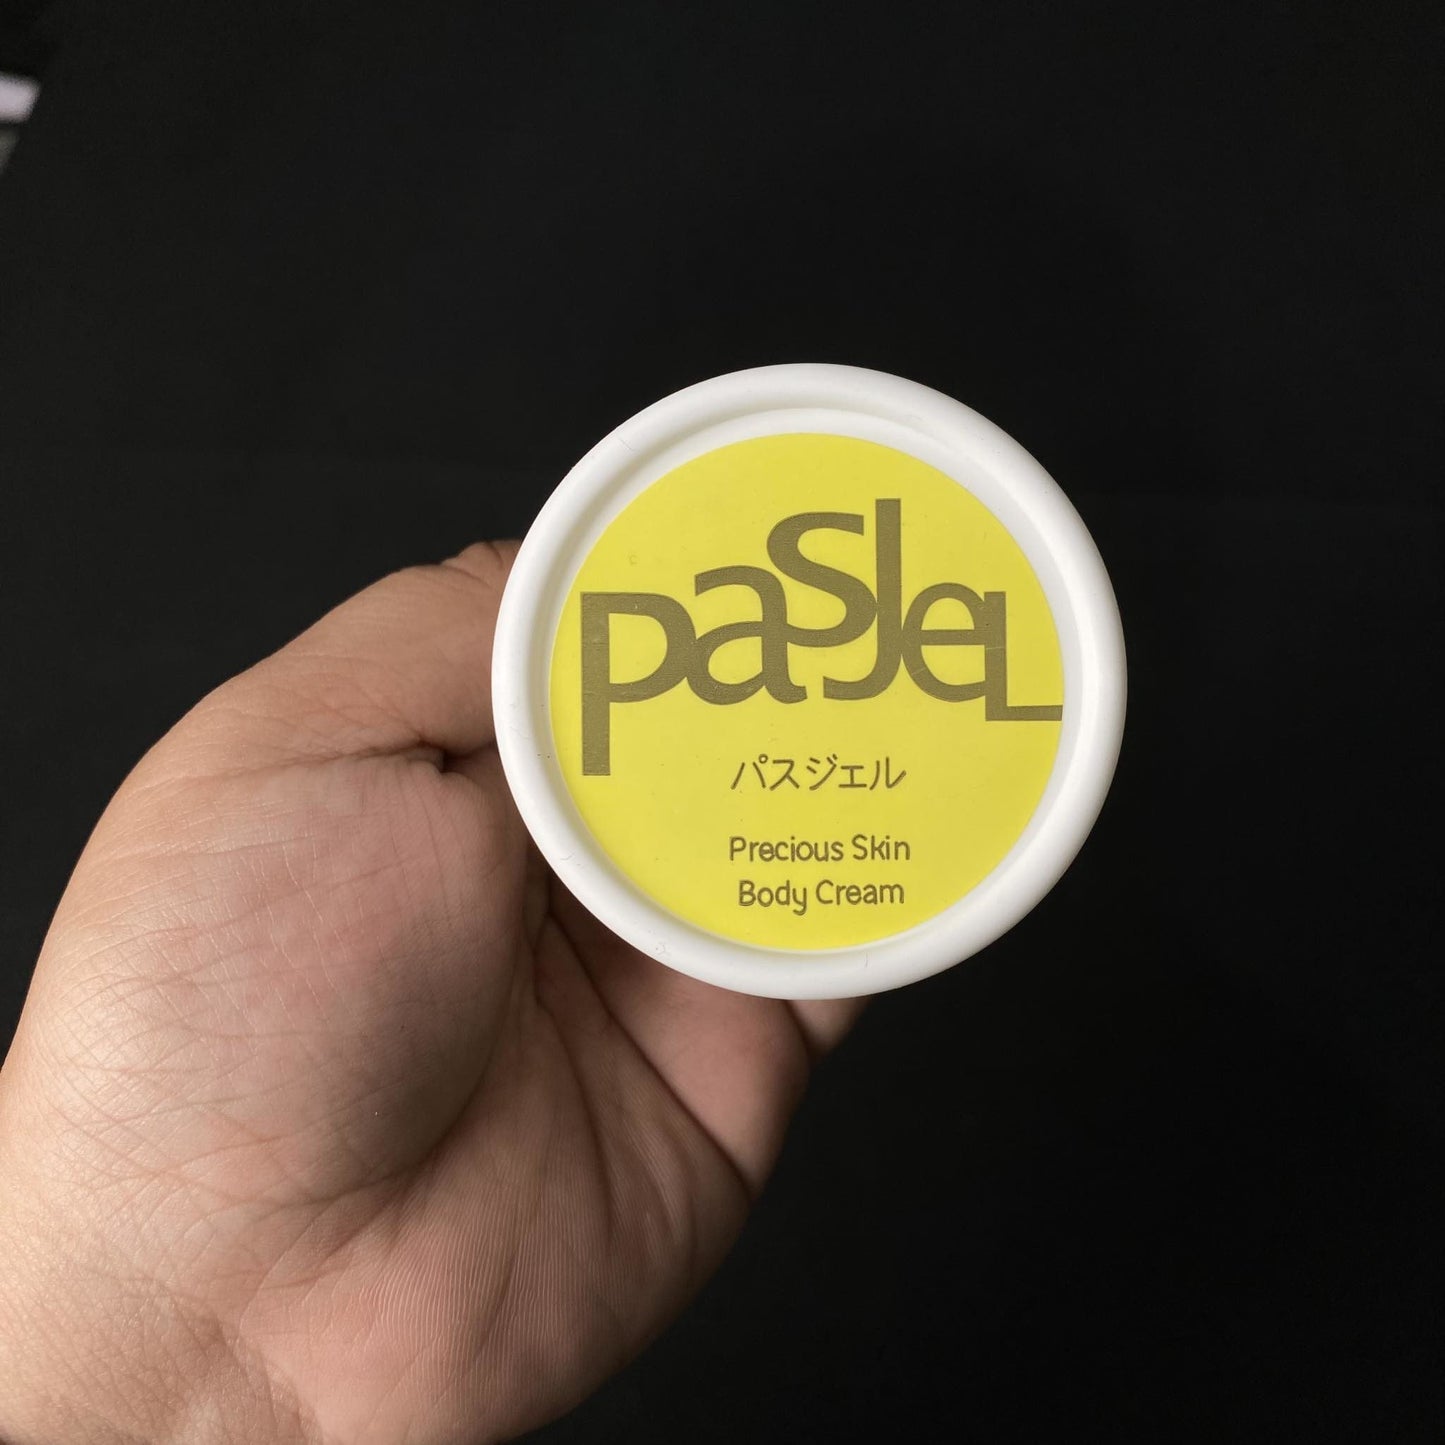 PaSJeL
パスジェル
Precious Skin
Body Cream